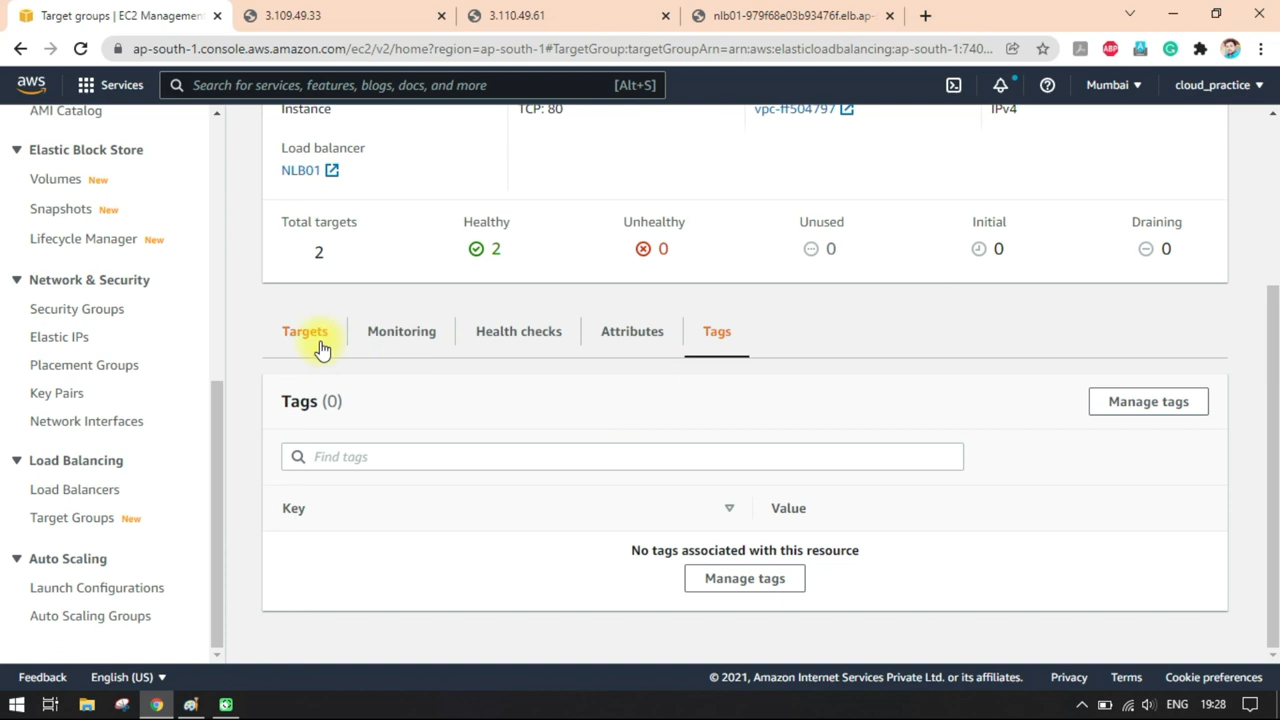 Target groups | EC2 Managemen
3.109.49.33
3.110.49.61
nlb01-979f68e03b93476f.elb.ap-
ap-south-1.console.aws.amazon.com/ec2/v2/home?region=ap-south-1#TargetGroup:targetGroupArn=arn:aws:elasticloadbalancing:ap-south-1:740...
ABP
aws
Services
Search for services, features, blogs, docs, and more
[Alt+S]
Mumbai
cloud_practice
AMI Catalog
Elastic Block Store
Volumes New
Snapshots New
Lifecycle Manager New
Network & Security
Security Groups
Elastic IPs
Placement Groups
Key Pairs
Network Interfaces
Load Balancing
Load Balancers
Target Groups New
Auto Scaling
Launch Configurations
Auto Scaling Groups
Instance
TCP: 80
vpc-ff504797
IPv4
Load balancer
NLB01
Total targets
Healthy
Unhealthy
Unused
Initial
Draining
2
2
0
0
0
0
Targets
Monitoring
Health checks
Attributes
Tags
Tags (0)
Manage tags
Find tags
Key
Value
No tags associated with this resource
Manage tags
Feedback
English (US)
© 2021, Amazon Internet Services Private Ltd. or its affiliates.
Privacy
Terms
Cookie preferences
ENG
19:28